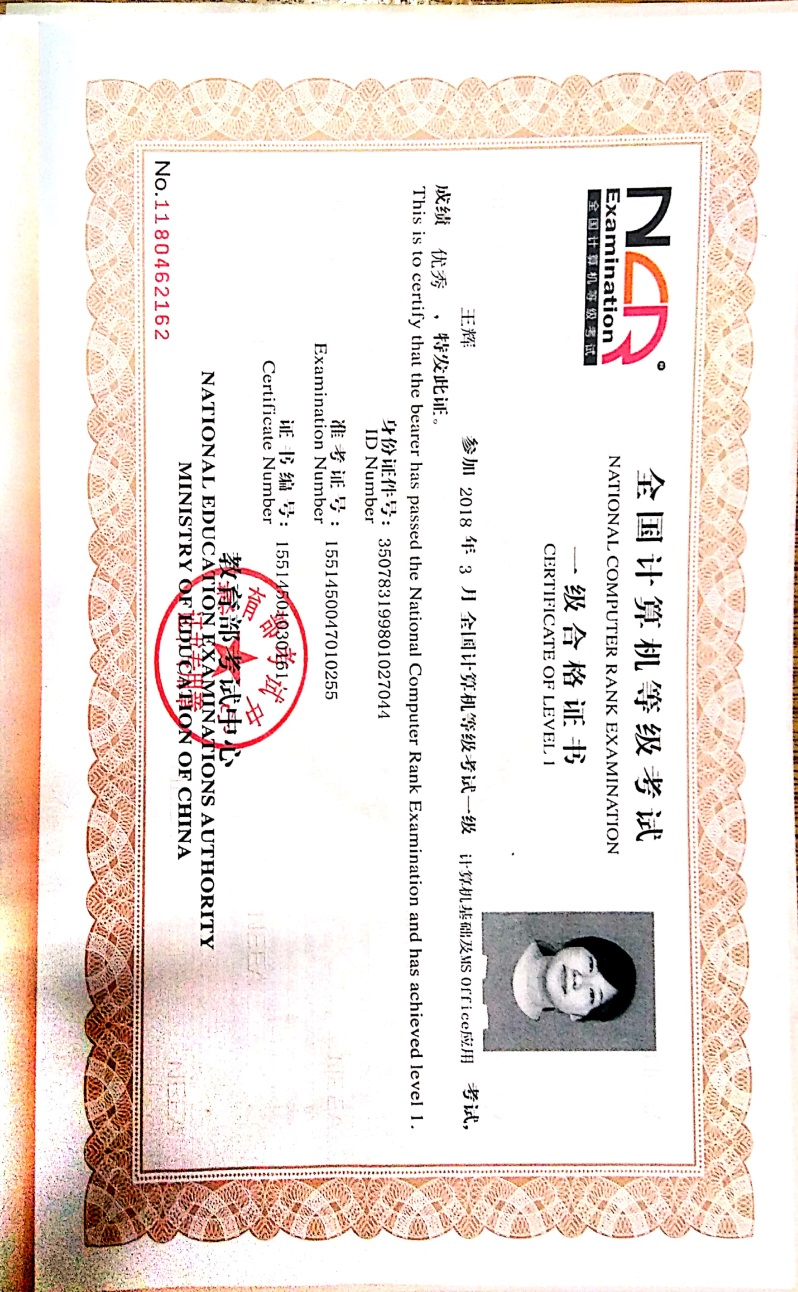 NCR
Examination
全国计算机等级考试
全国计算机等级考试
NATIONAL COMPUTER RANK EXAMINATION
一级合格证书
CERTIFICATE OF LEVEL 1
王辉 参加 2018 年 3 月 全国计算机等级考试一级 计算机基础及MS Office应用 考试，
成绩 优秀 ，特发此证。
This is to certify that the bearer has passed the National Computer Rank Examination and has achieved level 1.
身份证件号： 350783199801027044
ID Number
准考证号： 1551450047010255
Examination Number
证书编号：
Certificate Number
教育部考试中心
NATIONAL EDUCATION EXAMINATIONS AUTHORITY
MINISTRY OF EDUCATION OF CHINA
No.1180462162
NEEA
NEEA
NEEA